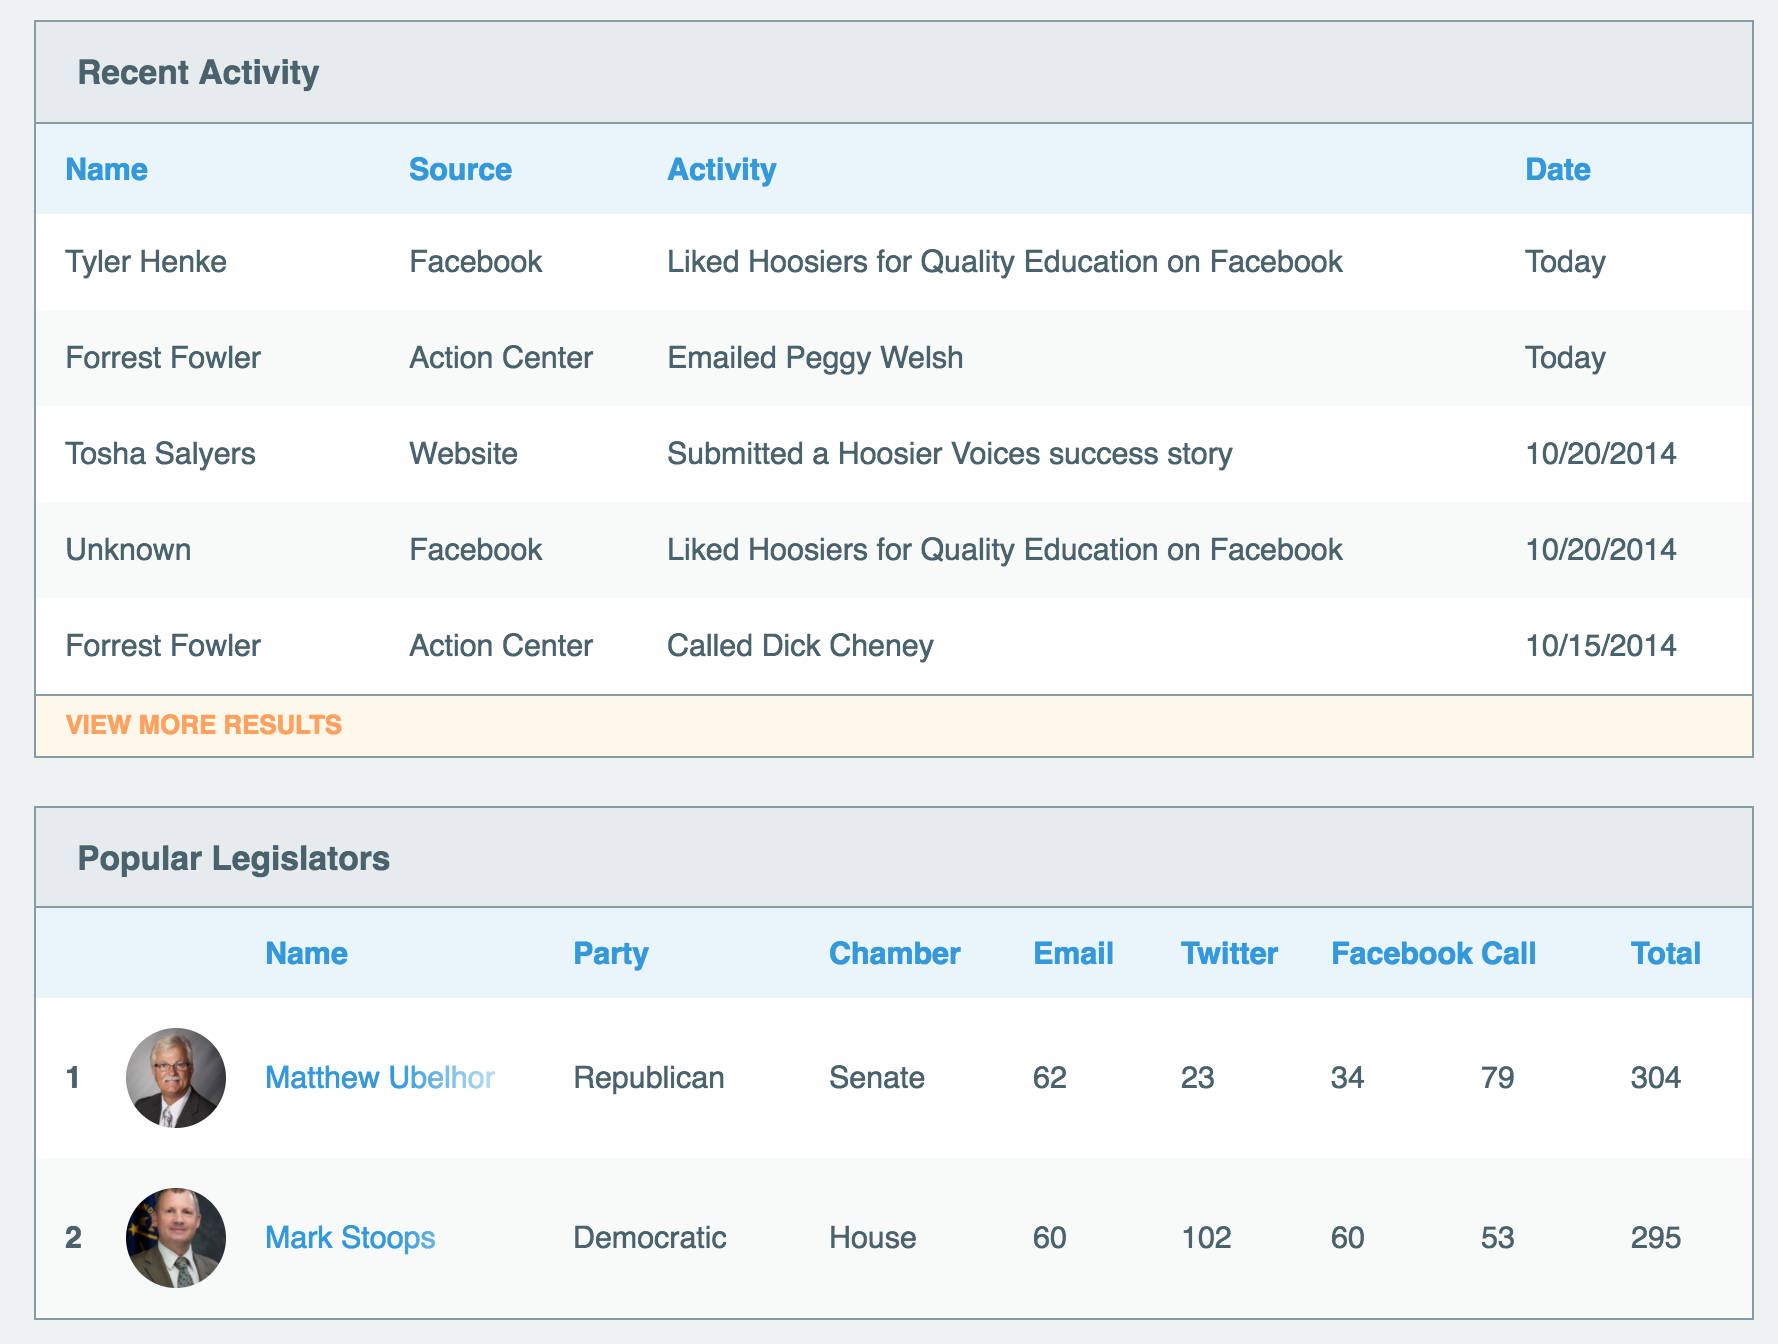 Recent Activity
Name Source Activity Date
Tyler Henke Facebook Liked Hoosiers for Quality Education on Facebook Today
Forrest Fowler Action Center Emailed Peggy Welsh Today
Tosha Salyers Website Submitted a Hoosier Voices success story 10/20/2014
Unknown Facebook Liked Hoosiers for Quality Education on Facebook 10/20/2014
Forrest Fowler Action Center Called Dick Cheney 10/15/2014
VIEW MORE RESULTS
Popular Legislators
Name Party Chamber Email Twitter Facebook Call Total
1 Matthew Ubelhor Republican Senate 62 23 34 79 304
2 Mark Stoops Democratic House 60 102 60 53 295